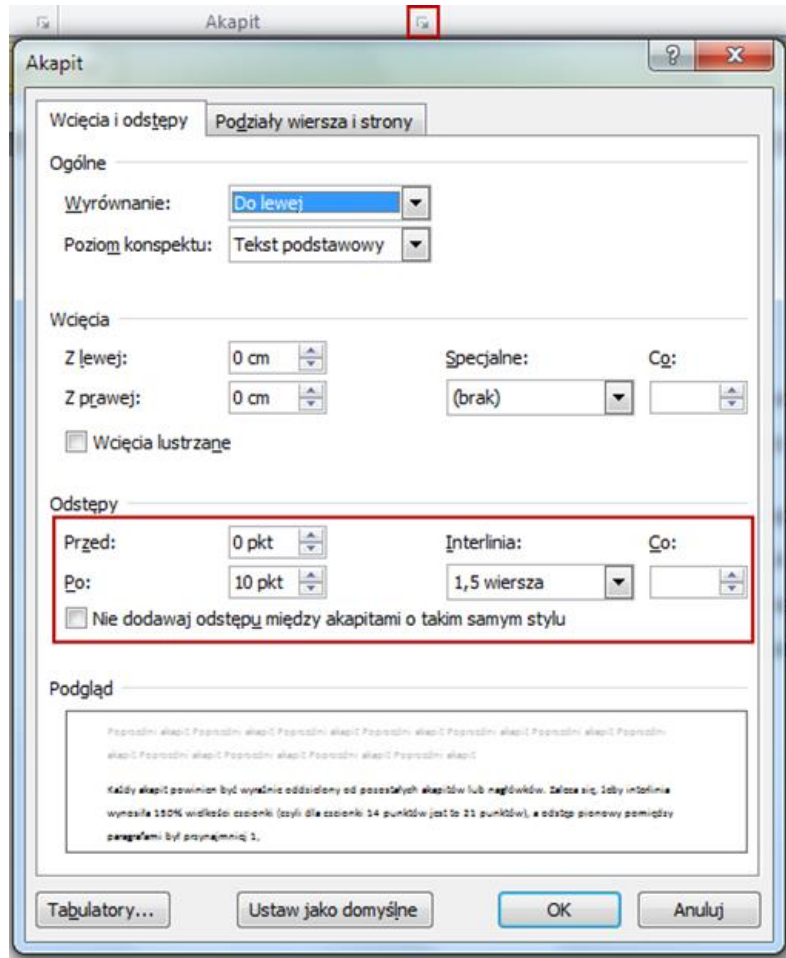 Akapit
Akapit
Wcięcia i odstępy Podziały wiersza i strony
Ogólne
Wyrównanie: Do lewej
Poziom konspektu: Tekst podstawowy
Wcięcia
Z lewej: 0 cm Specjalne: Co:
Z prawej: 0 cm (brak)
Wcięcia lustrzane
Odstępy
Przed: 0 pkt Interlinia: Co:
Po: 10 pkt 1,5 wiersza
Nie dodawaj odstępu między akapitami o takim samym stylu
Podgląd
Poprzedni akapit Poprzedni akapit Poprzedni akapit Poprzedni akapit Poprzedni akapit Poprzedni akapit Poprzedni
akapit Poprzedni akapit Poprzedni akapit Poprzedni akapit Poprzedni akapit
Każdy akapit powinien być wyraźnie oddzielony od pozostałych akapitów lub nagłówków. Zaleca się, żeby interlinia
wynosiła 150% wielkości czcionki (czyli dla czcionki 14 punktów jest to 21 punktów), a odstęp pionowy pomiędzy
paragrafami był przynajmniej 1,
Tabulatory... Ustaw jako domyślne OK Anuluj